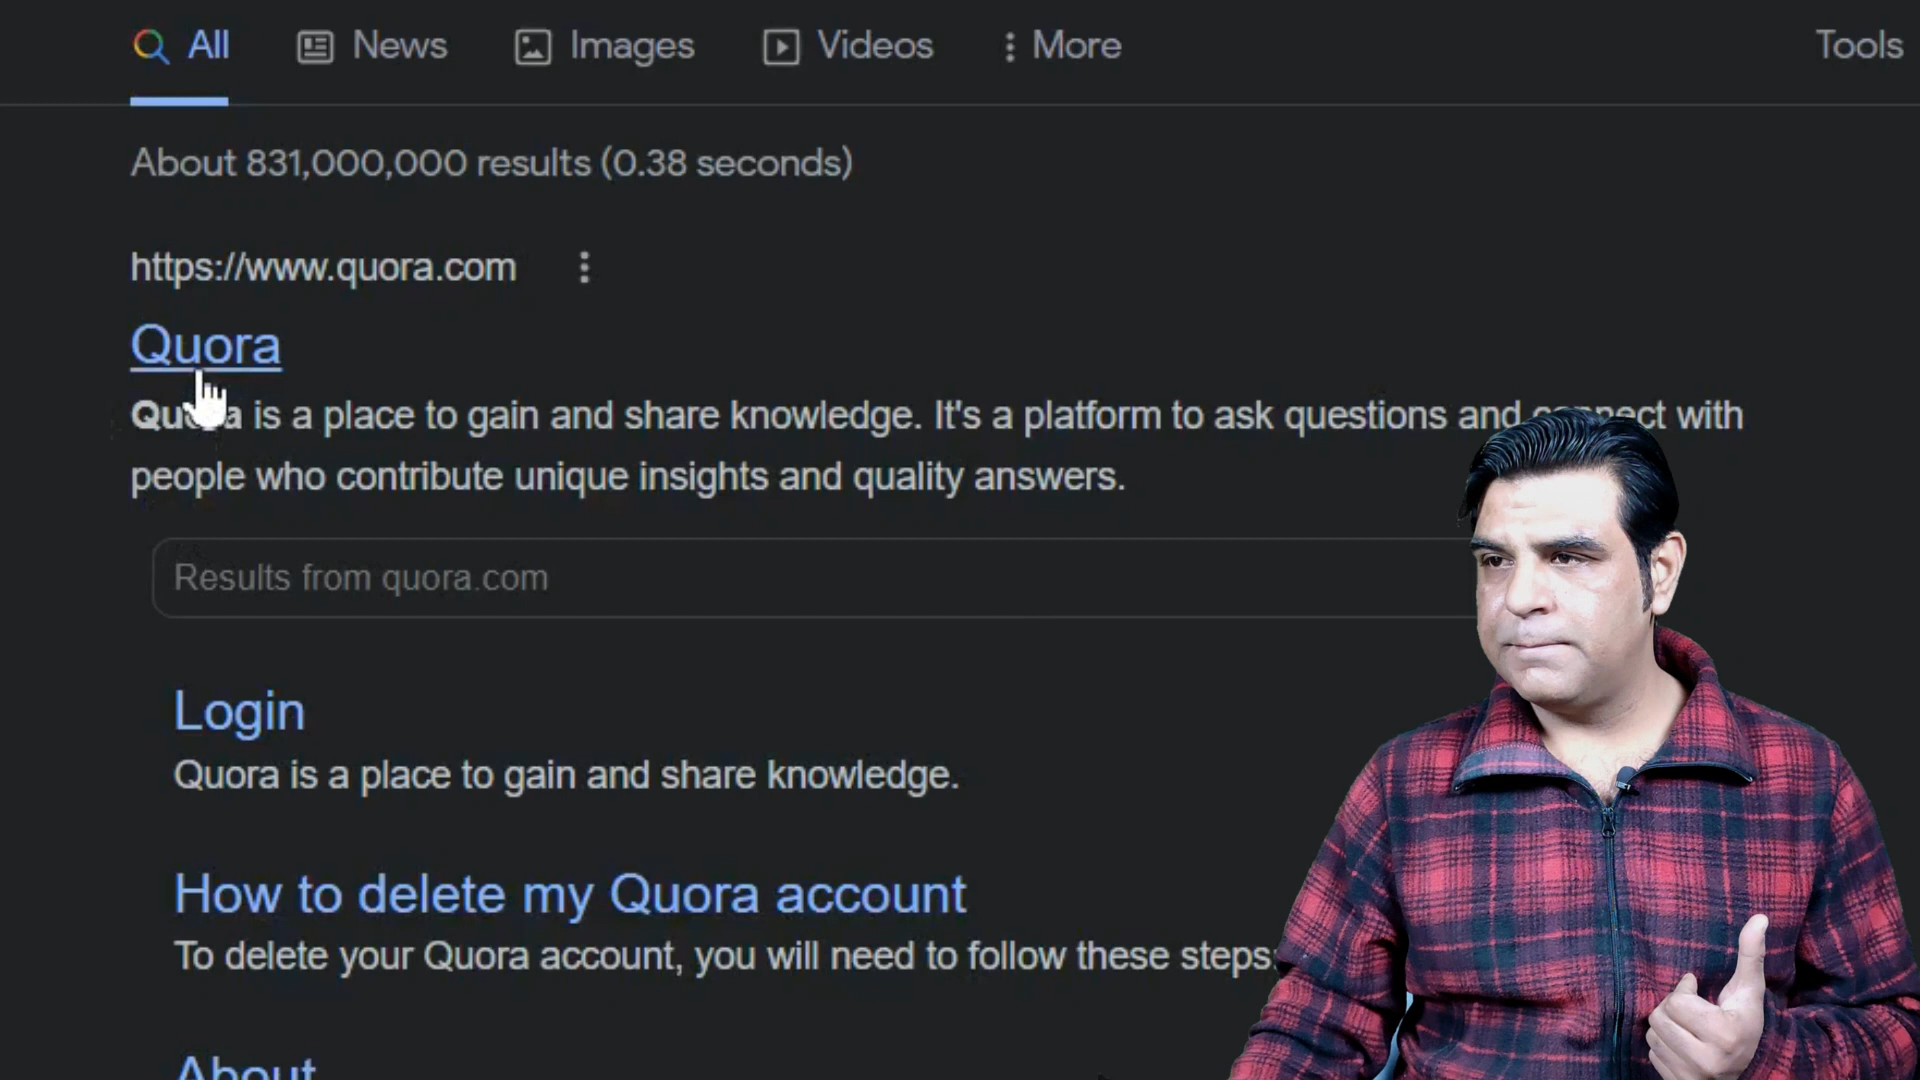 All News Images Videos More Tools
About 831,000,000 results (0.38 seconds)
https://www.quora.com
Quora
Quora is a place to gain and share knowledge. It's a platform to ask questions and connect with
people who contribute unique insights and quality answers.
Results from quora.com
Login
Quora is a place to gain and share knowledge.
How to delete my Quora account
To delete your Quora account, you will need to follow these steps:
About